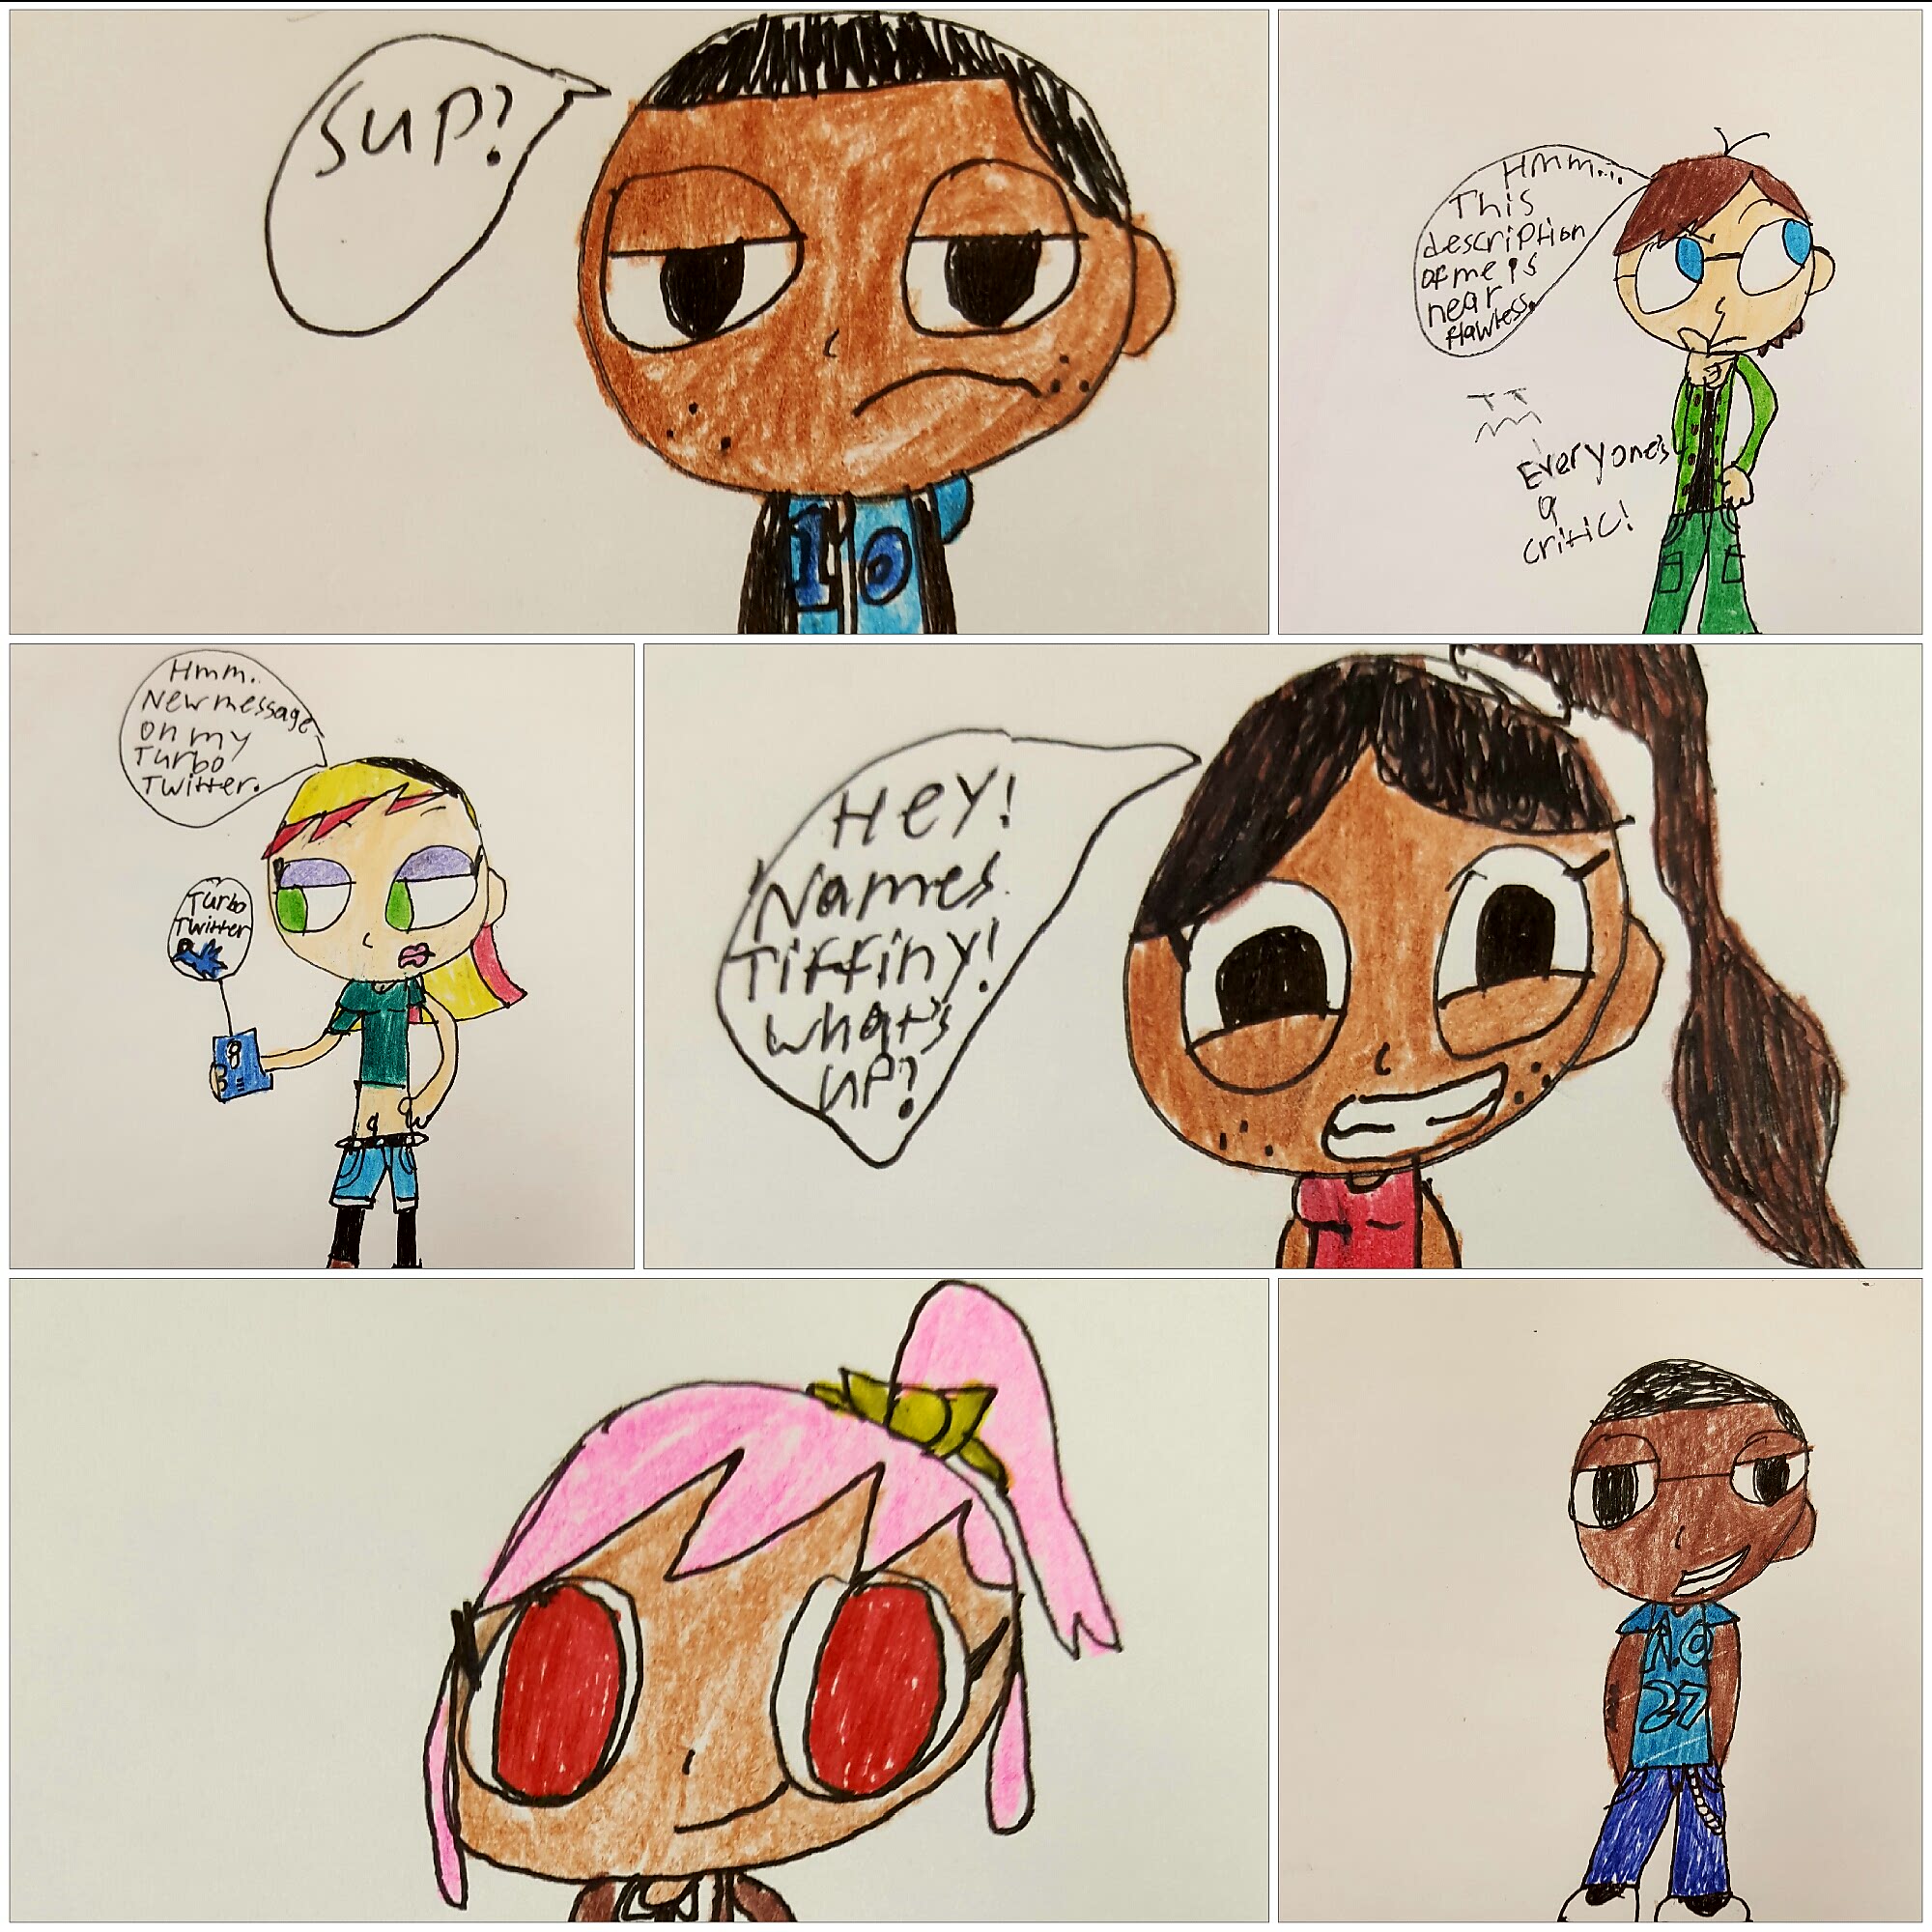 Sup?
10
Hmm...
This
description
of me is
near
flawless.
Everyone's
a
critic!
Hmm.
New message
on my
Turbo
Twitter.
Turbo
Twitter
8
Hey!
Names
Tiffiny!
What's
up?
27